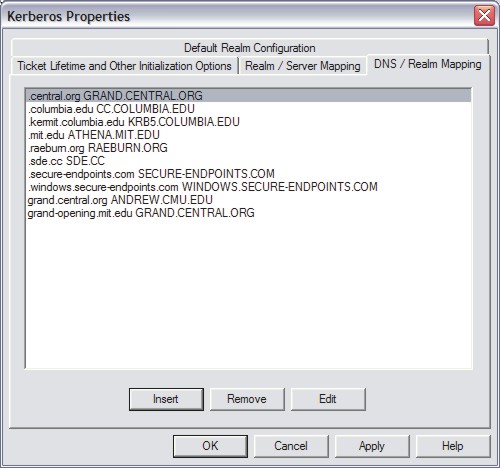 Kerberos Properties
Default Realm Configuration
Ticket Lifetime and Other Initialization Options
Realm / Server Mapping
DNS / Realm Mapping
.central.org GRAND.CENTRAL.ORG
.columbia.edu CC.COLUMBIA.EDU
.kermit.columbia.edu KRB5.COLUMBIA.EDU
.mit.edu ATHENA.MIT.EDU
.raeburn.org RAEBURN.ORG
.sde.cc SDE.CC
.secure-endpoints.com SECURE-ENDPOINTS.COM
.windows.secure-endpoints.com WINDOWS.SECURE-ENDPOINTS.COM
grand.central.org ANDREW.CMU.EDU
grand-opening.mit.edu GRAND.CENTRAL.ORG
Insert
Remove
Edit
OK
Cancel
Apply
Help